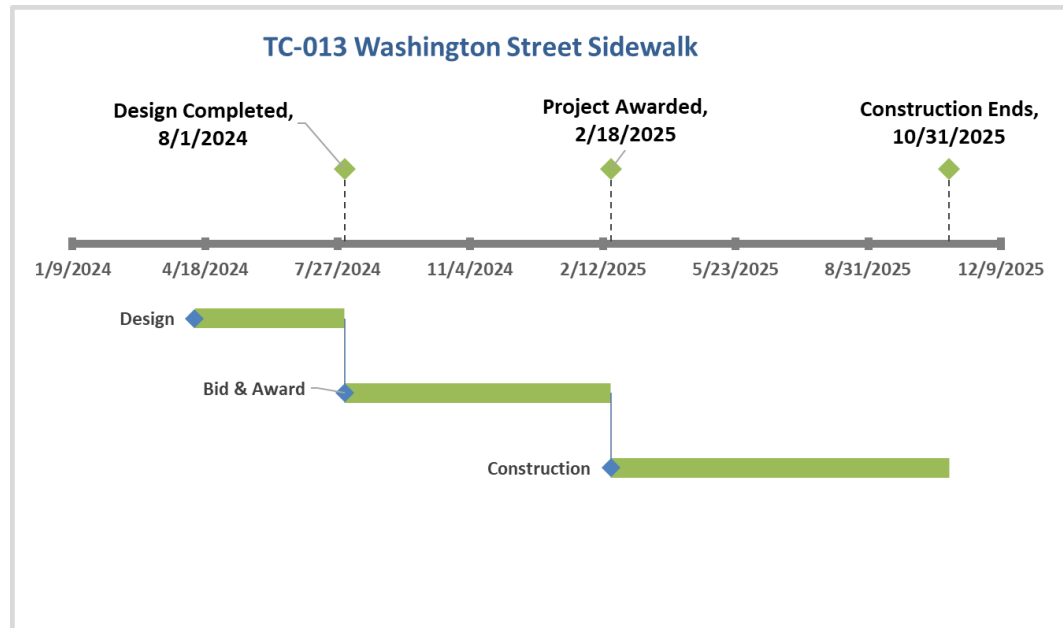 TC-013 Washington Street Sidewalk
Design Completed,
8/1/2024
Project Awarded,
2/18/2025
Construction Ends,
10/31/2025
1/9/2024 4/18/2024 7/27/2024 11/4/2024 2/12/2025 5/23/2025 8/31/2025 12/9/2025
Design
Bid & Award
Construction